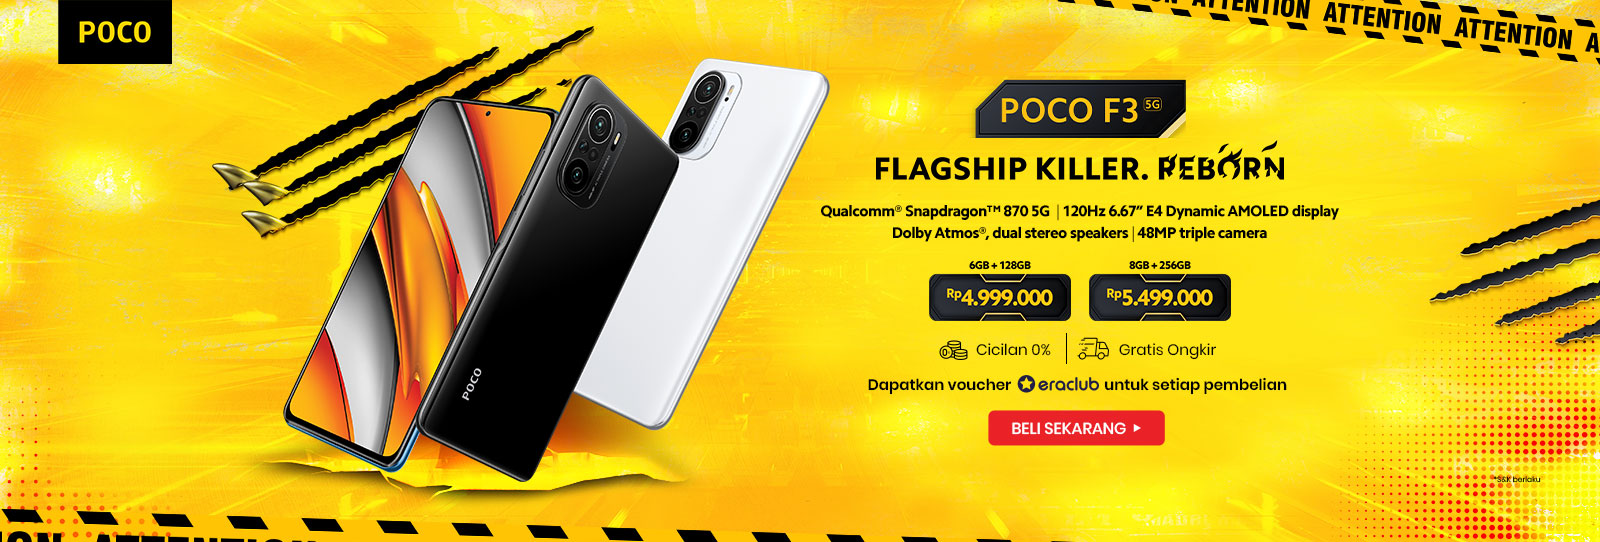 POCO
ATTENTION ATTENTION ATTENTION
POCO F3 5G
FLAGSHIP KILLER. REBORN
Qualcomm® Snapdragon™ 870 5G | 120Hz 6.67” E4 Dynamic AMOLED display
Dolby Atmos®, dual stereo speakers | 48MP triple camera
6GB + 128GB
8GB + 256GB
Rp4.999.000
Rp5.499.000
Cicilan 0% | Gratis Ongkir
Dapatkan voucher eraclub untuk setiap pembelian
BELI SEKARANG
POCO
*S&K berlaku
ATTENTION